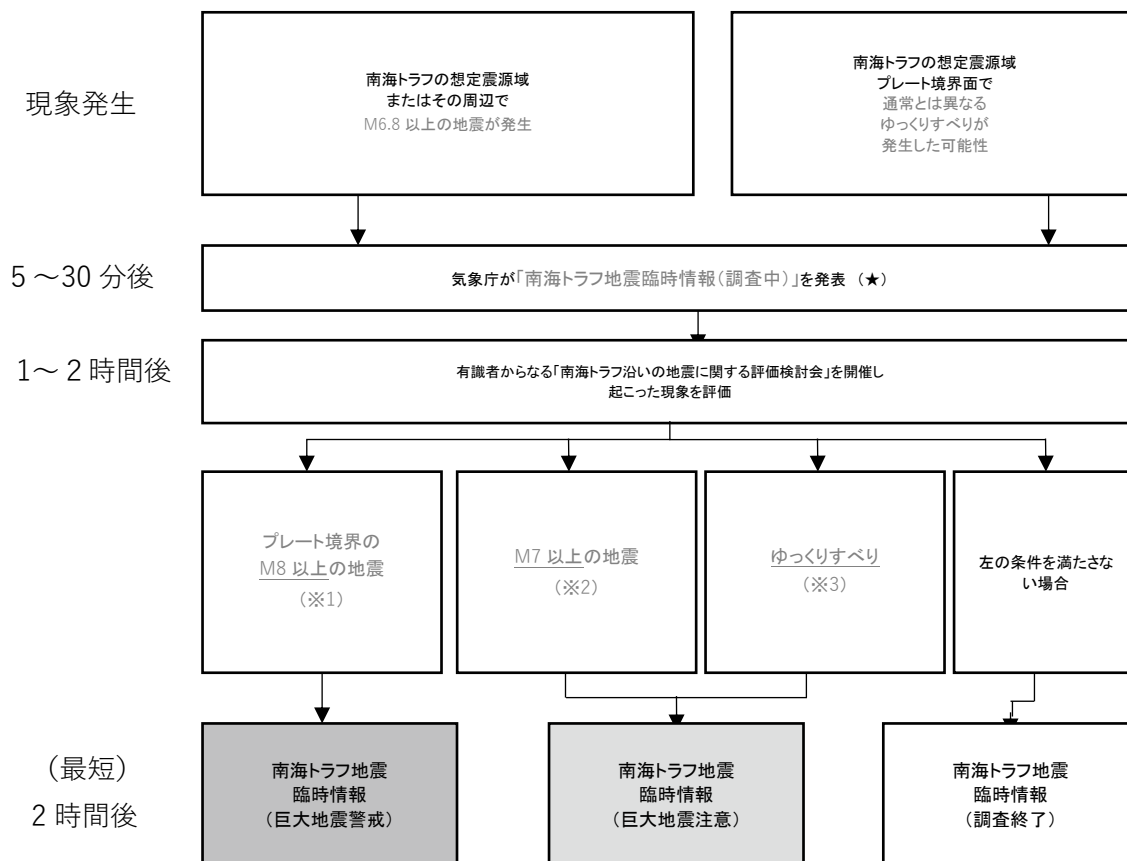 現象発生
南海トラフの想定震源域
またはその周辺で
M6.8 以上の地震が発生
南海トラフの想定震源域
プレート境界面で
通常とは異なる
ゆっくりすべりが
発生した可能性
5～30 分後
気象庁が「南海トラフ地震臨時情報（調査中）」を発表 （★）
1～２時間後
有識者からなる「南海トラフ沿いの地震に関する評価検討会」を開催し
起こった現象を評価
プレート境界の
M8 以上の地震
（※1）
M7 以上の地震
（※2）
ゆっくりすべり
（※3）
左の条件を満たさな
い場合
（最短）
２時間後
南海トラフ地震
臨時情報
（巨大地震警戒）
南海トラフ地震
臨時情報
（巨大地震注意）
南海トラフ地震
臨時情報
（調査終了）